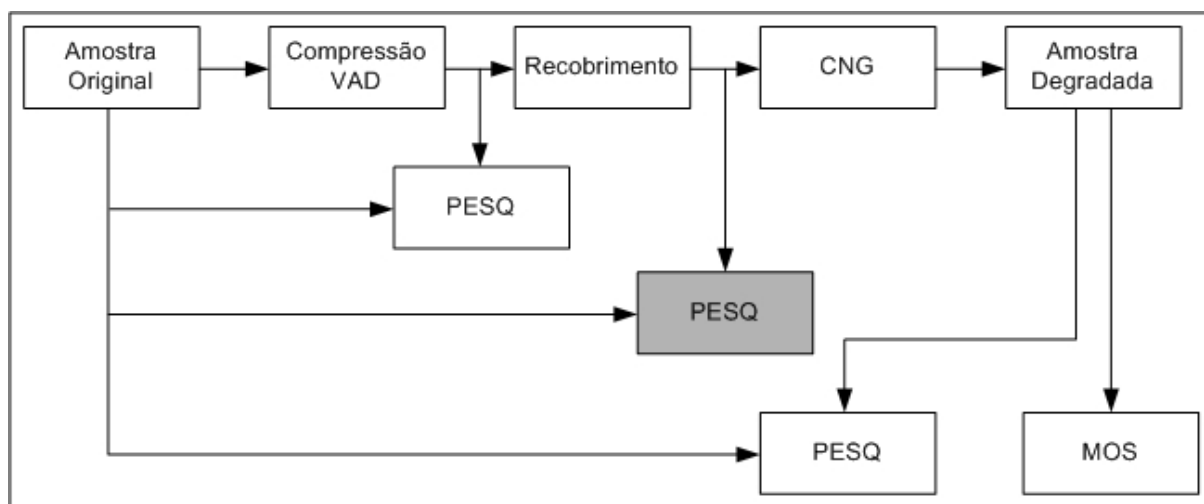 Amostra
Original
Compressão
VAD
Recobrimento
CNG
Amostra
Degradada
PESQ
PESQ
PESQ
MOS